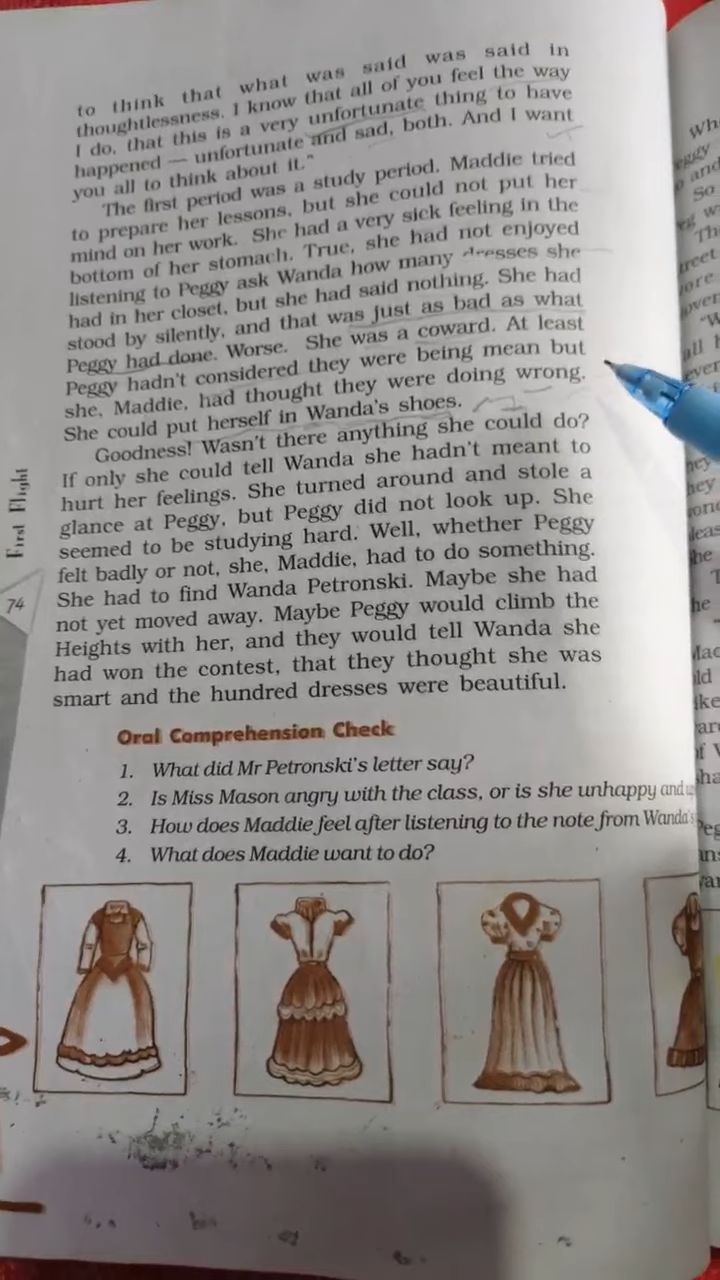 to think that what was said was said in
thoughtlessness. I know that all of you feel the way
I do, that this is a very unfortunate thing to have
happened — unfortunate and sad, both. And I want
you all to think about it."
The first period was a study period. Maddie tried
to prepare her lessons, but she could not put her
mind on her work. She had a very sick feeling in the
bottom of her stomach. True, she had not enjoyed
listening to Peggy ask Wanda how many dresses she
had in her closet, but she had said nothing. She had
stood by silently, and that was just as bad as what
Peggy had done. Worse. She was a coward. At least
Peggy hadn't considered they were being mean but
she, Maddie, had thought they were doing wrong.
She could put herself in Wanda's shoes.
Goodness! Wasn't there anything she could do?
If only she could tell Wanda she hadn't meant to
hurt her feelings. She turned around and stole a
glance at Peggy, but Peggy did not look up. She
seemed to be studying hard. Well, whether Peggy
felt badly or not, she, Maddie, had to do something.
She had to find Wanda Petronski. Maybe she had
not yet moved away. Maybe Peggy would climb the
Heights with her, and they would tell Wanda she
had won the contest, that they thought she was
smart and the hundred dresses were beautiful.
First Flight
74
Oral Comprehension Check
1. What did Mr Petronski's letter say?
2. Is Miss Mason angry with the class, or is she unhappy and
3. How does Maddie feel after listening to the note from Wanda's
4. What does Maddie want to do?